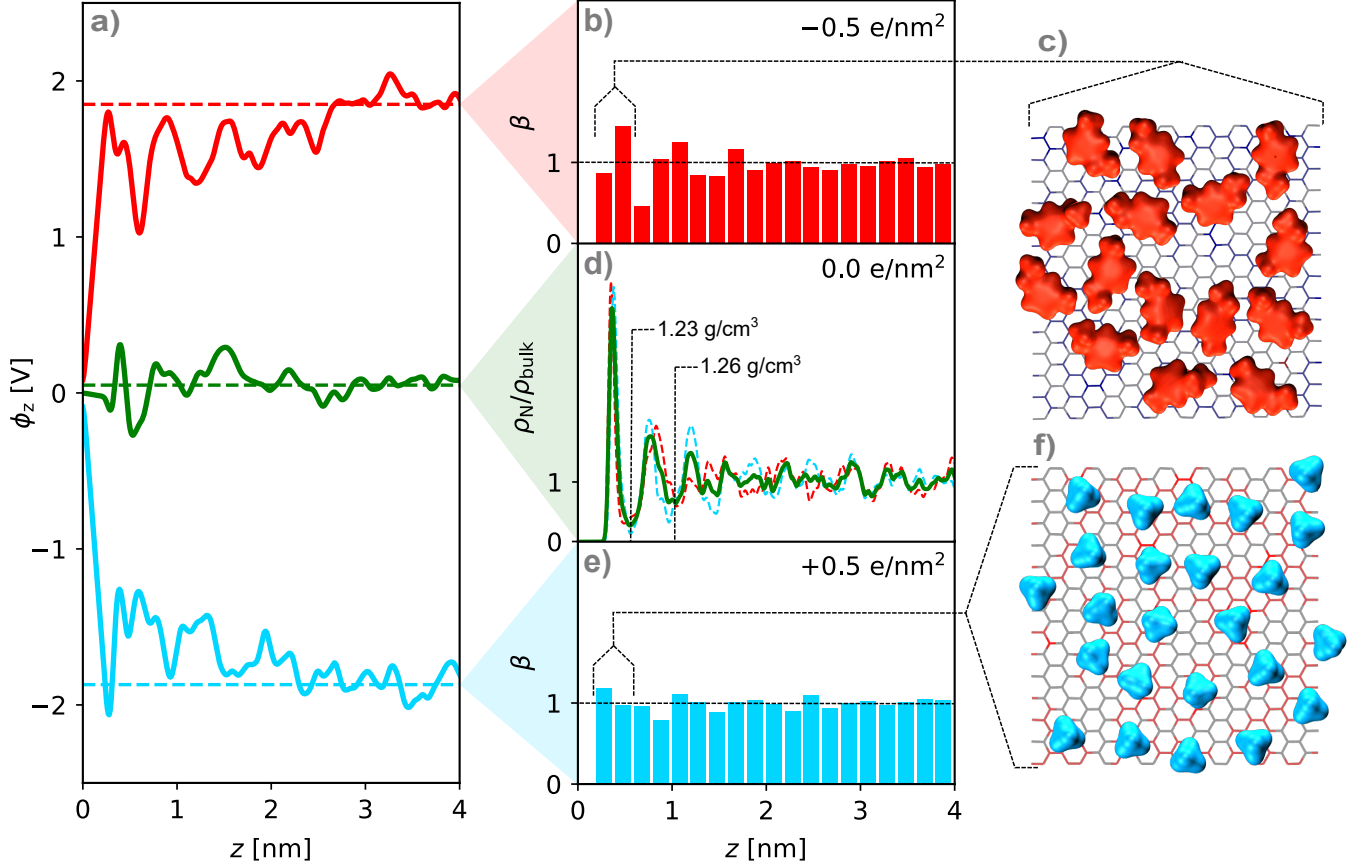 a)
2
1
0
−1
−2
ϕz [V]
0
1
2
3
4
z [nm]
b)
−0.5 e/nm²
β
1
0
c)
d)
0.0 e/nm²
1.23 g/cm³
1.26 g/cm³
ρN/ρbulk
1
0
e)
+0.5 e/nm²
β
1
0
0
1
2
3
4
z [nm]
f)